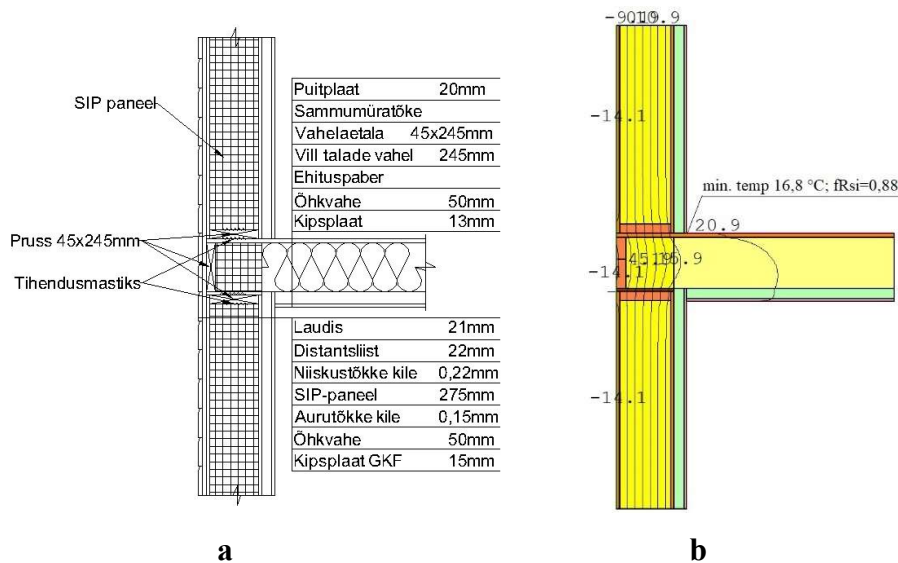 SIP paneel
Pruss 45x245mm
Tihendusmastiks
Puitplaat 20mm
Sammumüratõke
Vahelaetala 45x245mm
Vill talade vahel 245mm
Ehituspaber
Õhkvahe 50mm
Kipsplaat 13mm
Laudis 21mm
Distantsliist 22mm
Niiskustõkke kile 0,22mm
SIP-paneel 275mm
Aurutõkke kile 0,15mm
Õhkvahe 50mm
Kipsplaat GKF 15mm
a
-14.1
min. temp 16,8 °C; fRsi=0,88
20.9
-14.1
-14.1
b